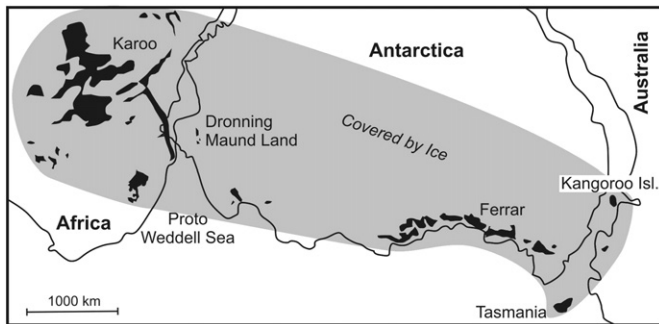 Karoo
Antarctica
Australia
Dronning
Maund Land
Covered by Ice
Kangoroo Isl.
Africa
Proto
Weddell Sea
Ferrar
1000 km
Tasmania